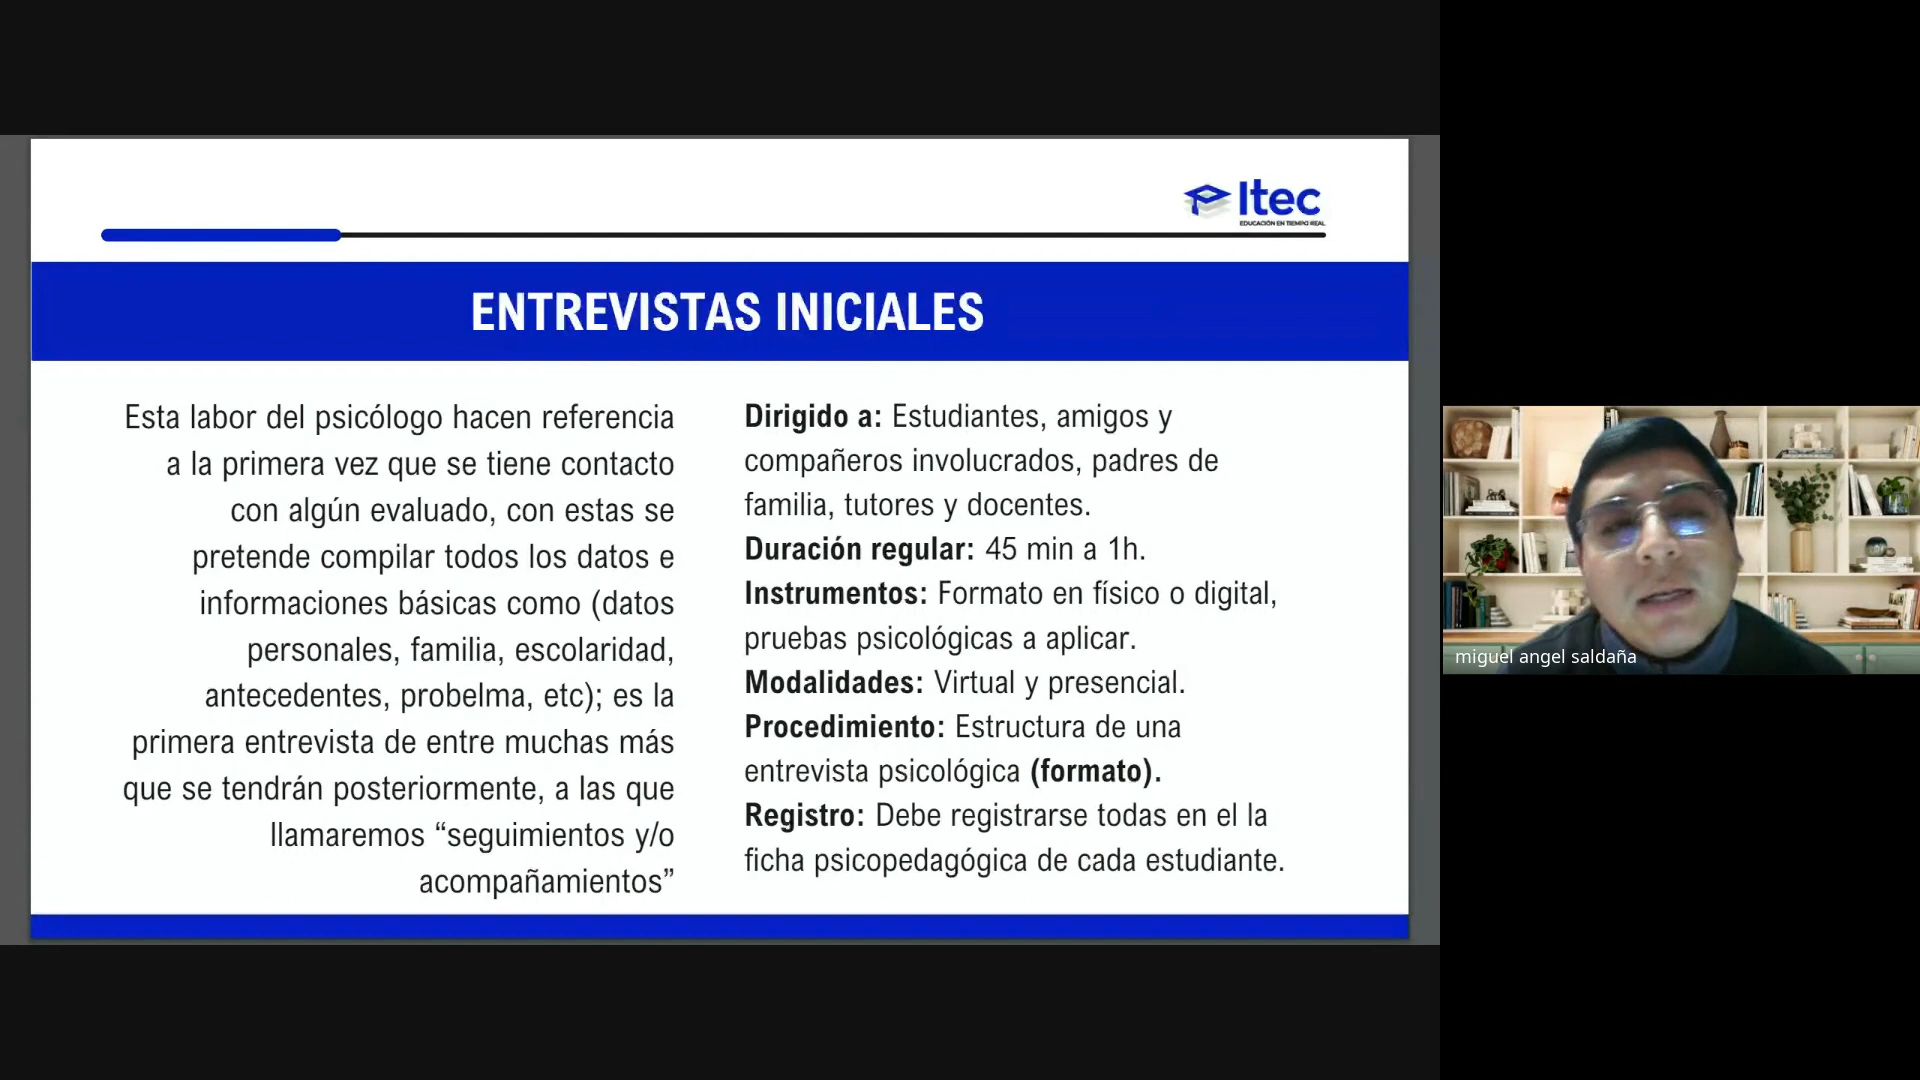 Itec
EDUCACIÓN EN TIEMPO REAL
ENTREVISTAS INICIALES
Esta labor del psicólogo hacen referencia
a la primera vez que se tiene contacto
con algún evaluado, con estas se
pretende compilar todos los datos e
informaciones básicas como (datos
personales, familia, escolaridad,
antecedentes, probelma, etc); es la
primera entrevista de entre muchas más
que se tendrán posteriormente, a las que
llamaremos “seguimientos y/o
acompañamientos”
Dirigido a: Estudiantes, amigos y
compañeros involucrados, padres de
familia, tutores y docentes.
Duración regular: 45 min a 1h.
Instrumentos: Formato en físico o digital,
pruebas psicológicas a aplicar.
Modalidades: Virtual y presencial.
Procedimiento: Estructura de una
entrevista psicológica (formato).
Registro: Debe registrarse todas en el la
ficha psicopedagógica de cada estudiante.
miguel angel saldaña